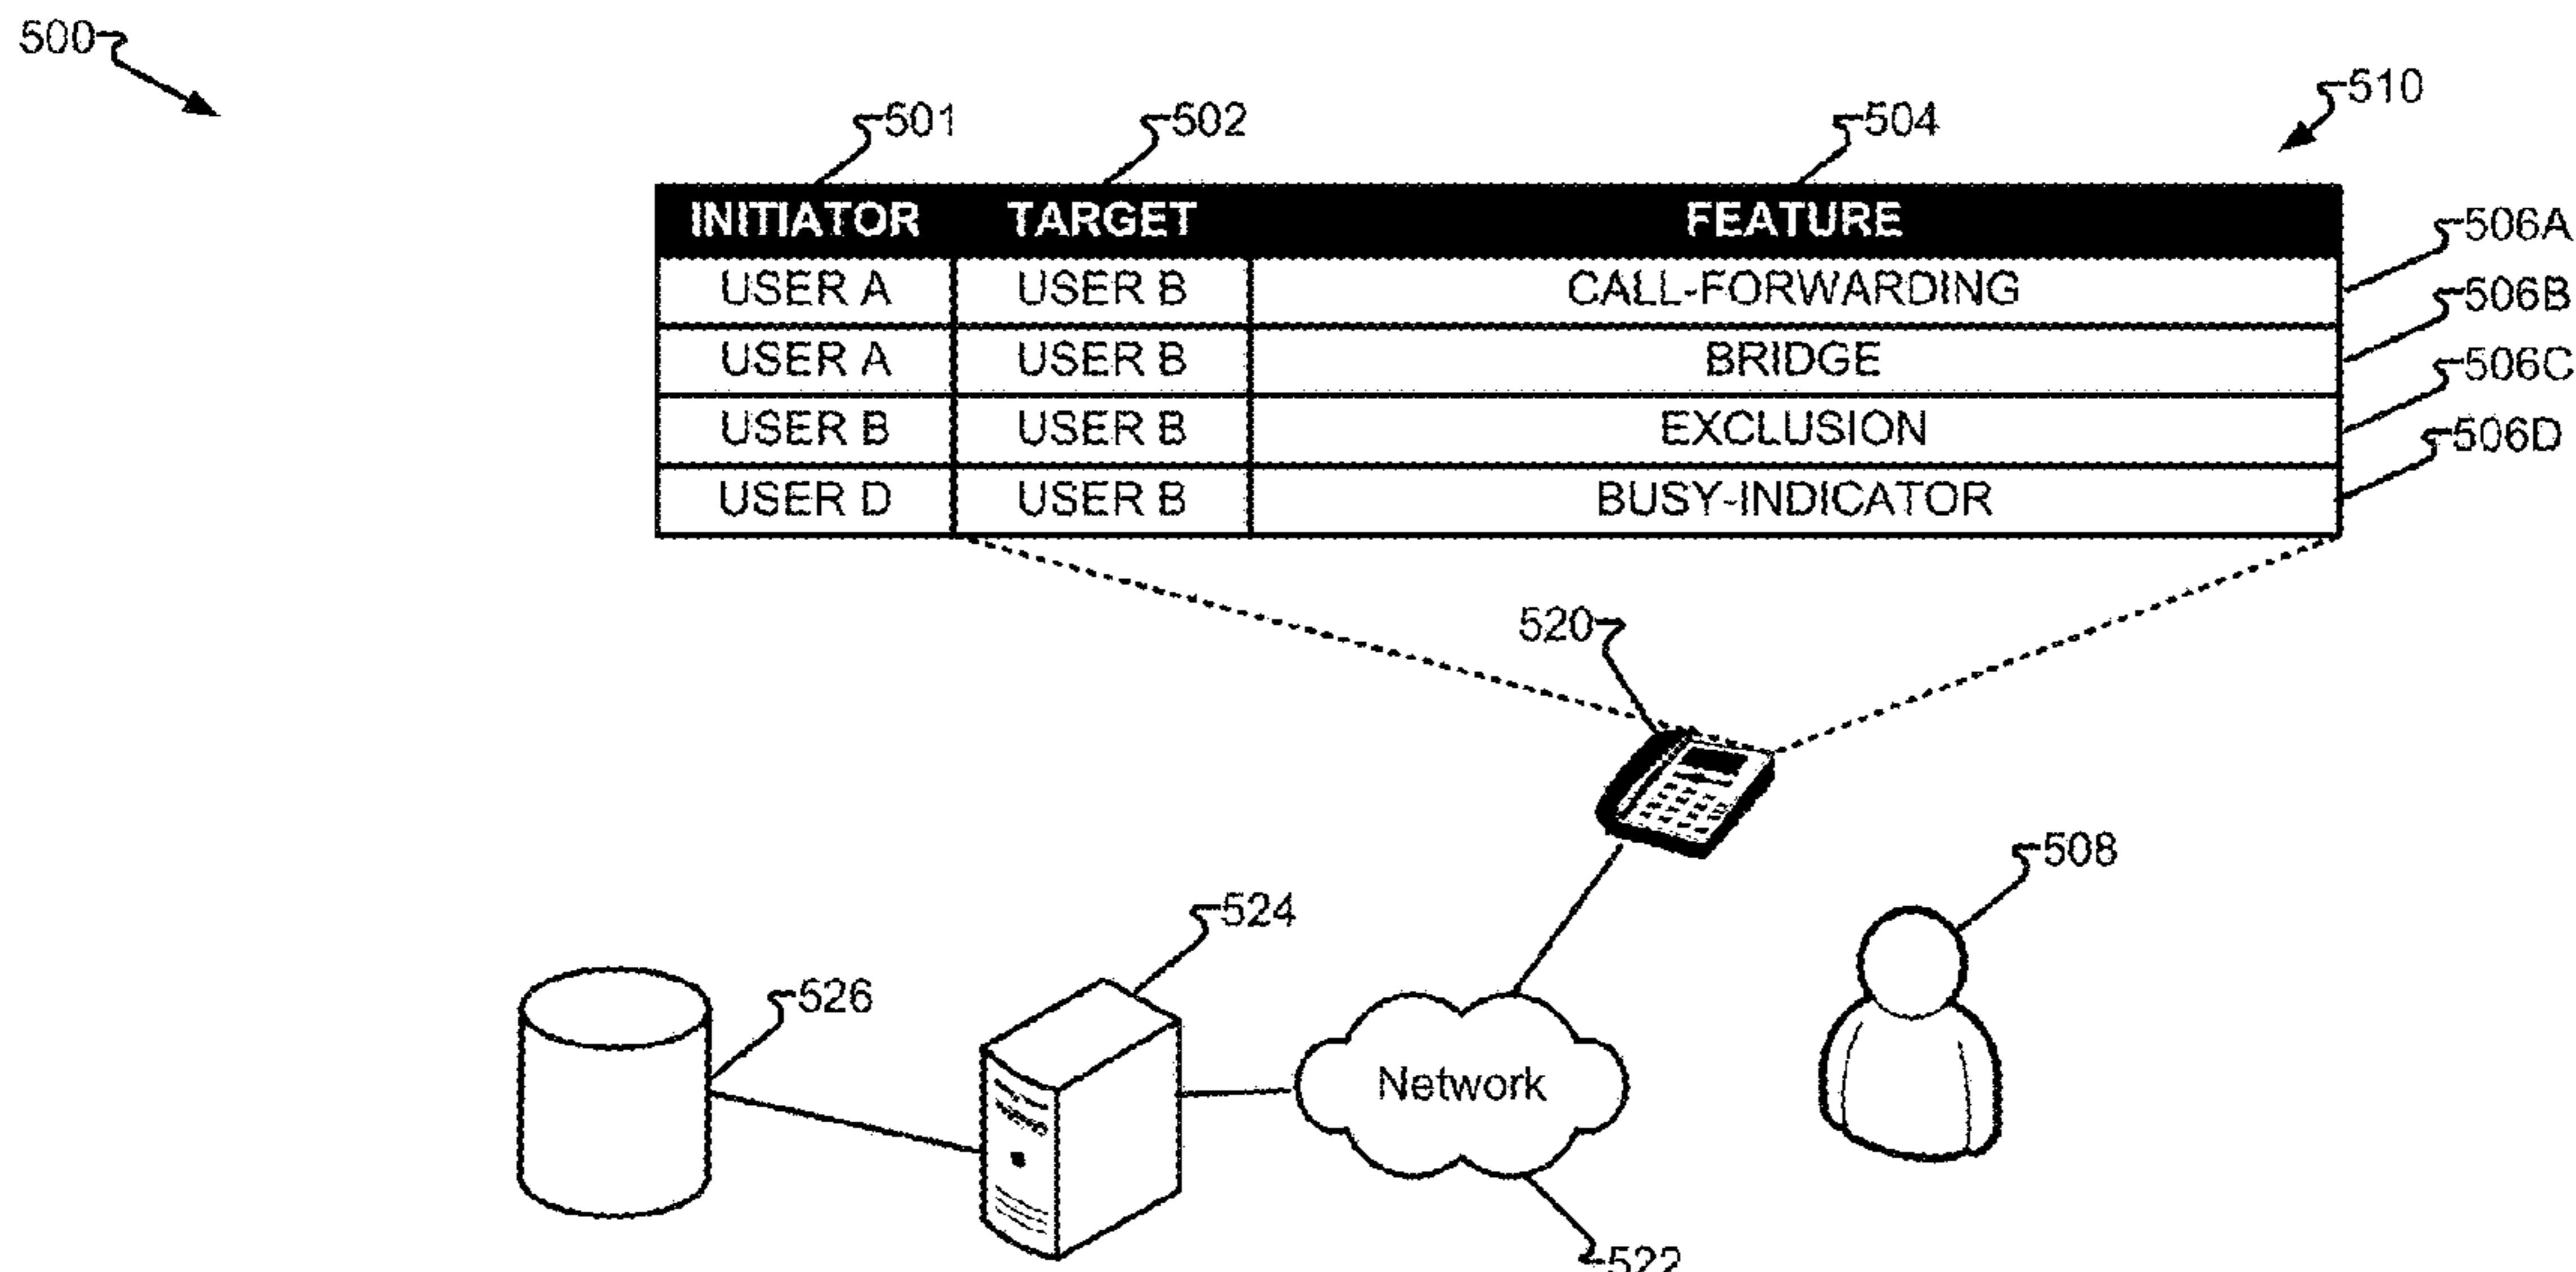 500
501 502 504 510
INITIATOR TARGET FEATURE
USER A USER B CALL-FORWARDING 506A
USER A USER B BRIDGE 506B
USER B USER B EXCLUSION 506C
USER D USER B BUSY-INDICATOR 506D
520
508
524
526
Network
522